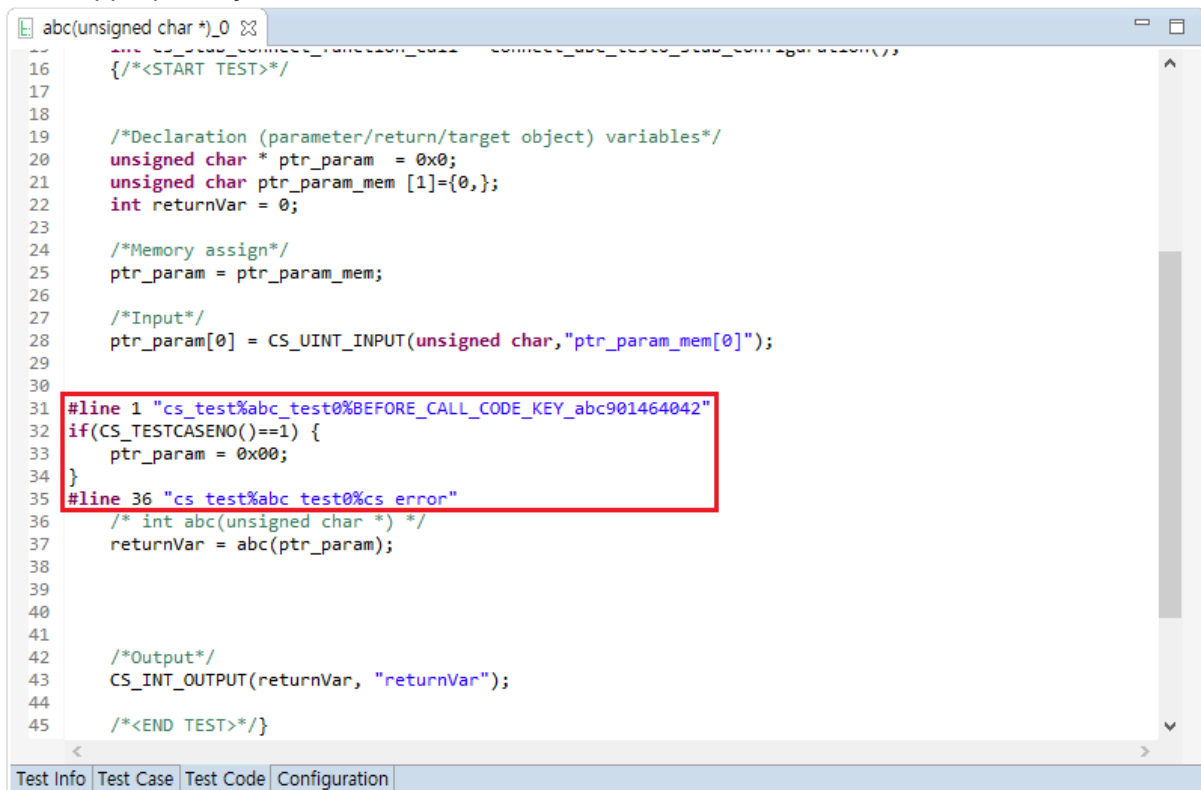 abc(unsigned char *)_0
16 {/*<START TEST>*/
17
18
19 /*Declaration (parameter/return/target object) variables*/
20 unsigned char * ptr_param  = 0x0;
21 unsigned char ptr_param_mem [1]={0,};
22 int returnVar = 0;
23
24 /*Memory assign*/
25 ptr_param = ptr_param_mem;
26
27 /*Input*/
28 ptr_param[0] = CS_UINT_INPUT(unsigned char,"ptr_param_mem[0]");
29
30
31 #line 1 "cs_test%abc_test0%BEFORE_CALL_CODE_KEY_abc901464042"
32 if(CS_TESTCASENO()==1) {
33 ptr_param = 0x00;
34 }
35 #line 36 "cs_test%abc_test0%cs_error"
36 /* int abc(unsigned char *) */
37 returnVar = abc(ptr_param);
38
39
40
41
42 /*Output*/
43 CS_INT_OUTPUT(returnVar, "returnVar");
44
45 /*<END TEST>*/}
Test Info Test Case Test Code Configuration